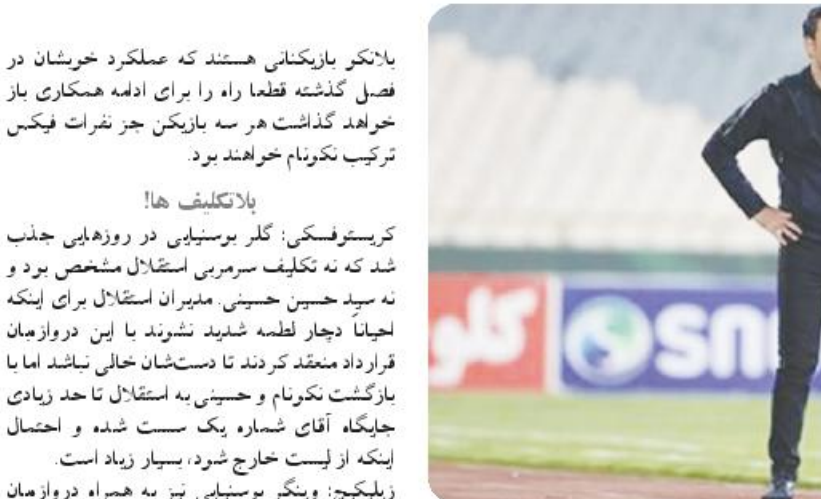 بلانکو بازیکنانی هستند که عملکرد خوبشان در
فصل گذشته قطعا راه را برای ادامه همکاری باز
خواهد گذاشت هر سه بازیکن جز نفرات فیکس
ترکیب نکونام خواهند بود.
بلاتکلیف ها!
کریستوفسکی: گلر بوسنیایی در روزهایی جذب
شد که نه تکلیف سرمربی استقلال مشخص بود و
نه سید حسین حسینی. مدیران استقلال برای اینکه
احیاناً دچار لطمه شدید نشوند با این دروازه‌بان
قرارداد منعقد کردند تا دست‌شان خالی نباشد اما با
بازگشت نکونام و حسینی به استقلال تا حد زیادی
جایگاه آقای شماره یک سست شده و احتمال
اینکه از لیست خارج شود، بسیار زیاد است.
زیلیکیچ: وینگر بوسنیایی نیز به همراه دروازه‌بان